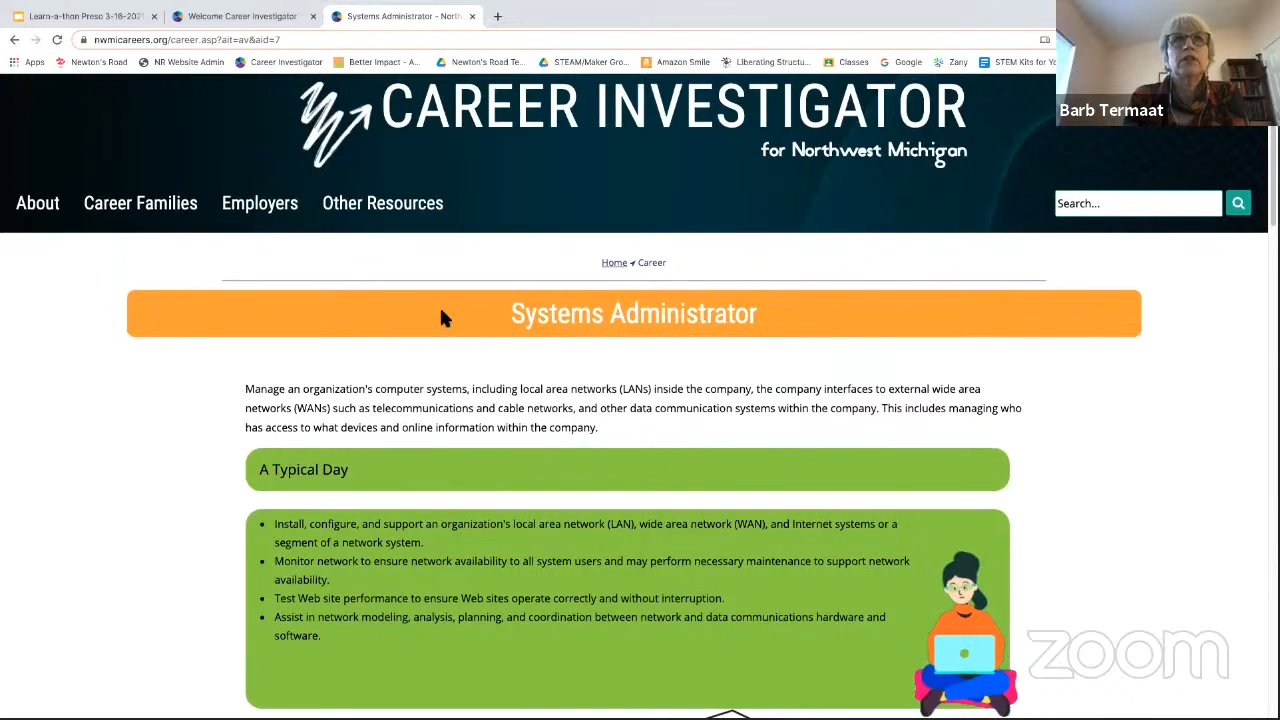 Learn-a-thon Preso 3-16-2021
Welcome Career Investigator
Systems Administrator - North
nwmicareers.org/career.asp?ait=av&aid=7
Apps
Newton's Road
NR Website Admin
Career Investigator
Better Impact - A...
Newton's Road Te...
STEAM/Maker Gro...
Amazon Smile
Liberating Structu...
Classes
Google
Zany
STEM Kits for Yo
Barb Termaat
CAREER INVESTIGATOR
for Northwest Michigan
About
Career Families
Employers
Other Resources
Search...
Home
Career
Systems Administrator
Manage an organization's computer systems, including local area networks (LANs) inside the company, the company interfaces to external wide area
networks (WANs) such as telecommunications and cable networks, and other data communication systems within the company. This includes managing who
has access to what devices and online information within the company.
A Typical Day
• Install, configure, and support an organization's local area network (LAN), wide area network (WAN), and Internet systems or a
segment of a network system.
• Monitor network to ensure network availability to all system users and may perform necessary maintenance to support network
availability.
• Test Web site performance to ensure Web sites operate correctly and without interruption.
• Assist in network modeling, analysis, planning, and coordination between network and data communications hardware and
software.
zoom